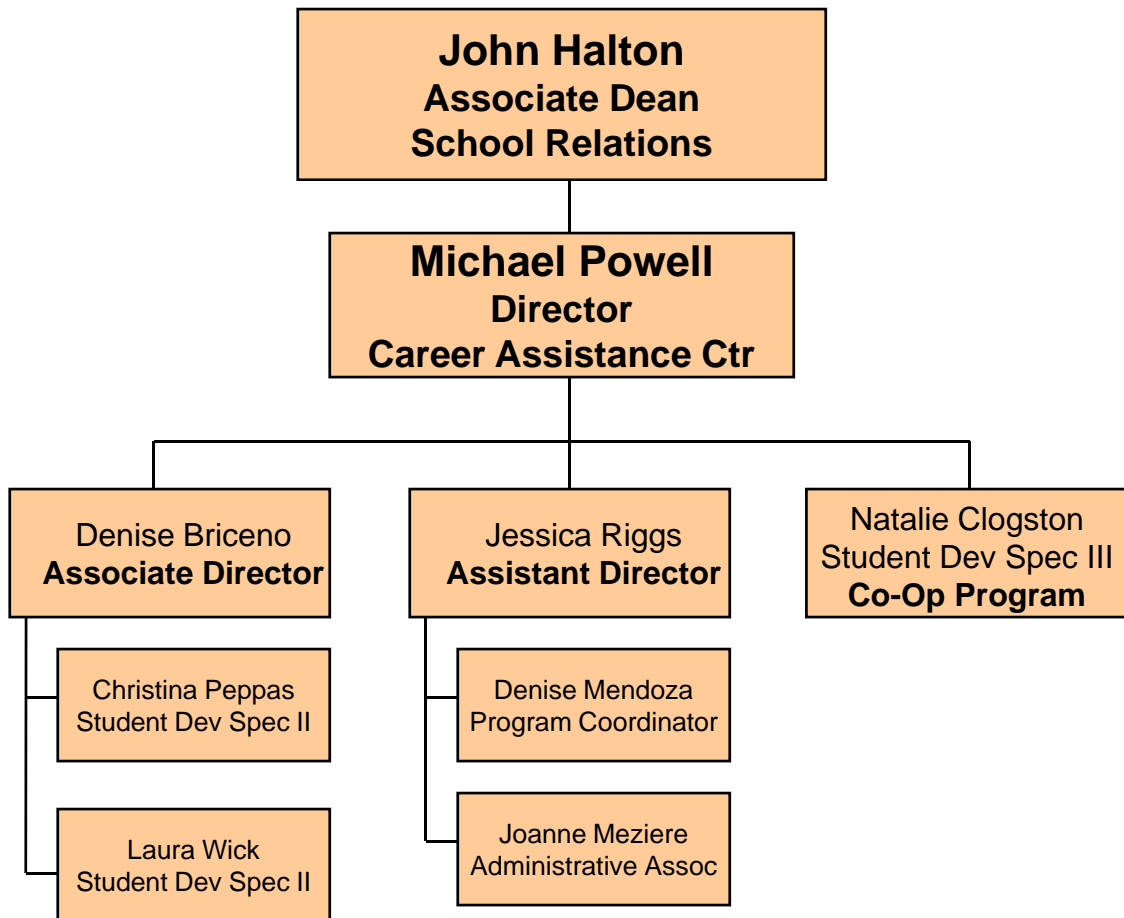 John Halton
Associate Dean
School Relations
Michael Powell
Director
Career Assistance Ctr
Denise Briceno
Associate Director
Jessica Riggs
Assistant Director
Natalie Clogston
Student Dev Spec III
Co-Op Program
Christina Peppas
Student Dev Spec II
Denise Mendoza
Program Coordinator
Laura Wick
Student Dev Spec II
Joanne Meziere
Administrative Assoc